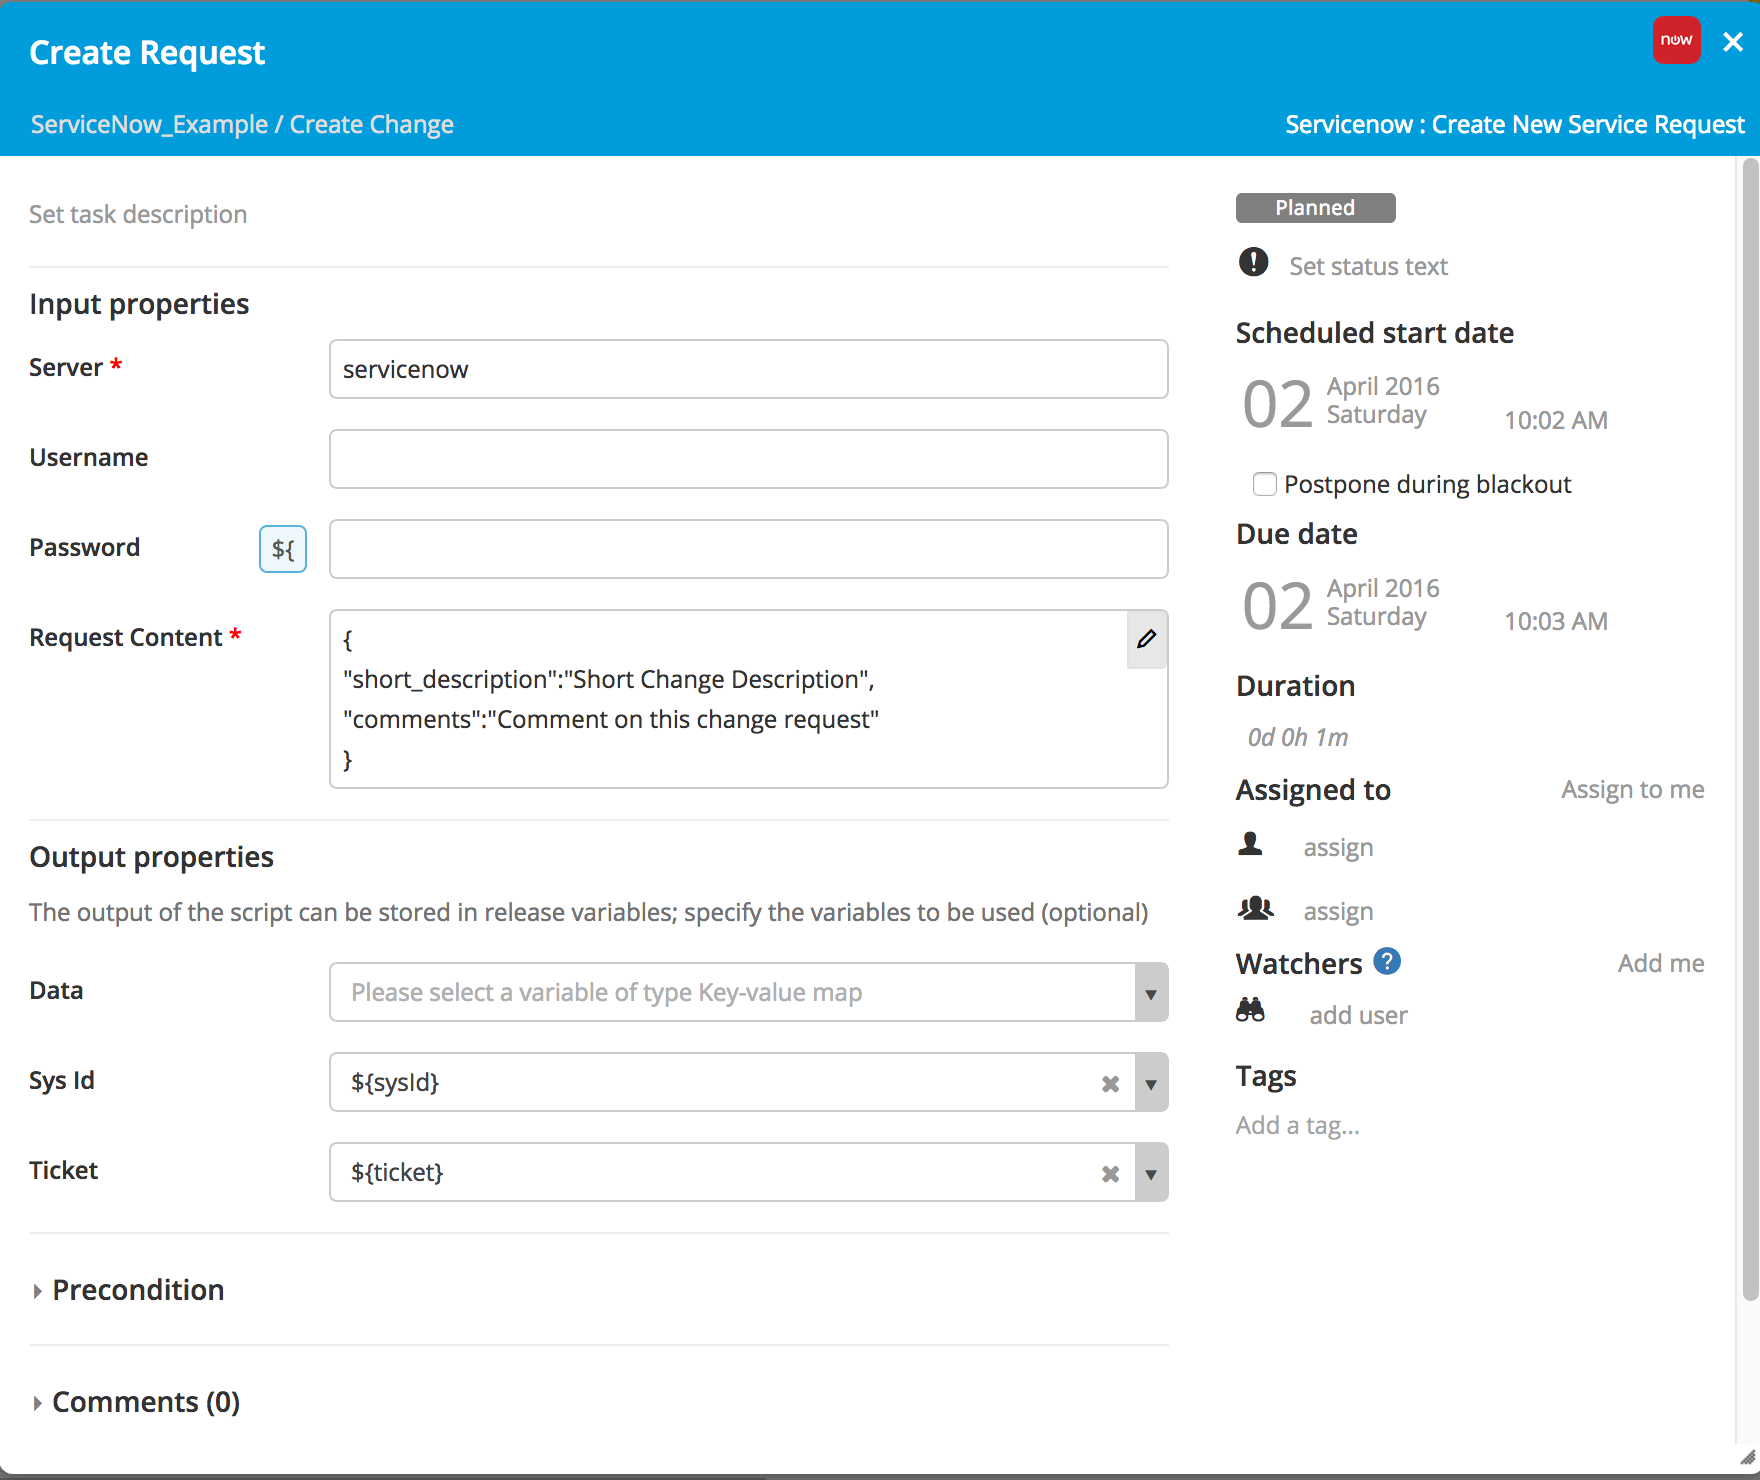 Create Request
now
ServiceNow_Example / Create Change
Servicenow : Create New Service Request
Set task description
Input properties
Server *
servicenow
Username
Password
${
Request Content *
{
"short_description":"Short Change Description",
"comments":"Comment on this change request"
}
Output properties
The output of the script can be stored in release variables; specify the variables to be used (optional)
Data
Please select a variable of type Key-value map
Sys Id
${sysId}
Ticket
${ticket}
Precondition
Comments (0)
Planned
Set status text
Scheduled start date
02
April 2016
Saturday
10:02 AM
Postpone during blackout
Due date
02
April 2016
Saturday
10:03 AM
Duration
0d 0h 1m
Assigned to
Assign to me
assign
assign
Watchers ?
Add me
add user
Tags
Add a tag...